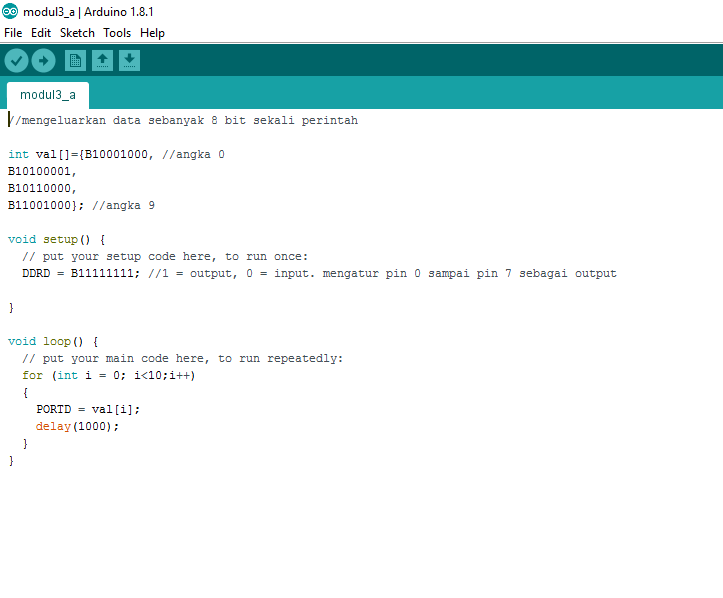 modul3_a | Arduino 1.8.1
File Edit Sketch Tools Help
modul3_a
//mengeluarkan data sebanyak 8 bit sekali perintah
int val[]={B10001000, //angka 0
B10100001,
B10110000,
B11001000}; //angka 9
void setup() {
// put your setup code here, to run once:
DDRD = B11111111; //1 = output, 0 = input. mengatur pin 0 sampai pin 7 sebagai output
}
void loop() {
// put your main code here, to run repeatedly:
for (int i = 0; i<10;i++)
{
PORTD = val[i];
delay(1000);
}
}